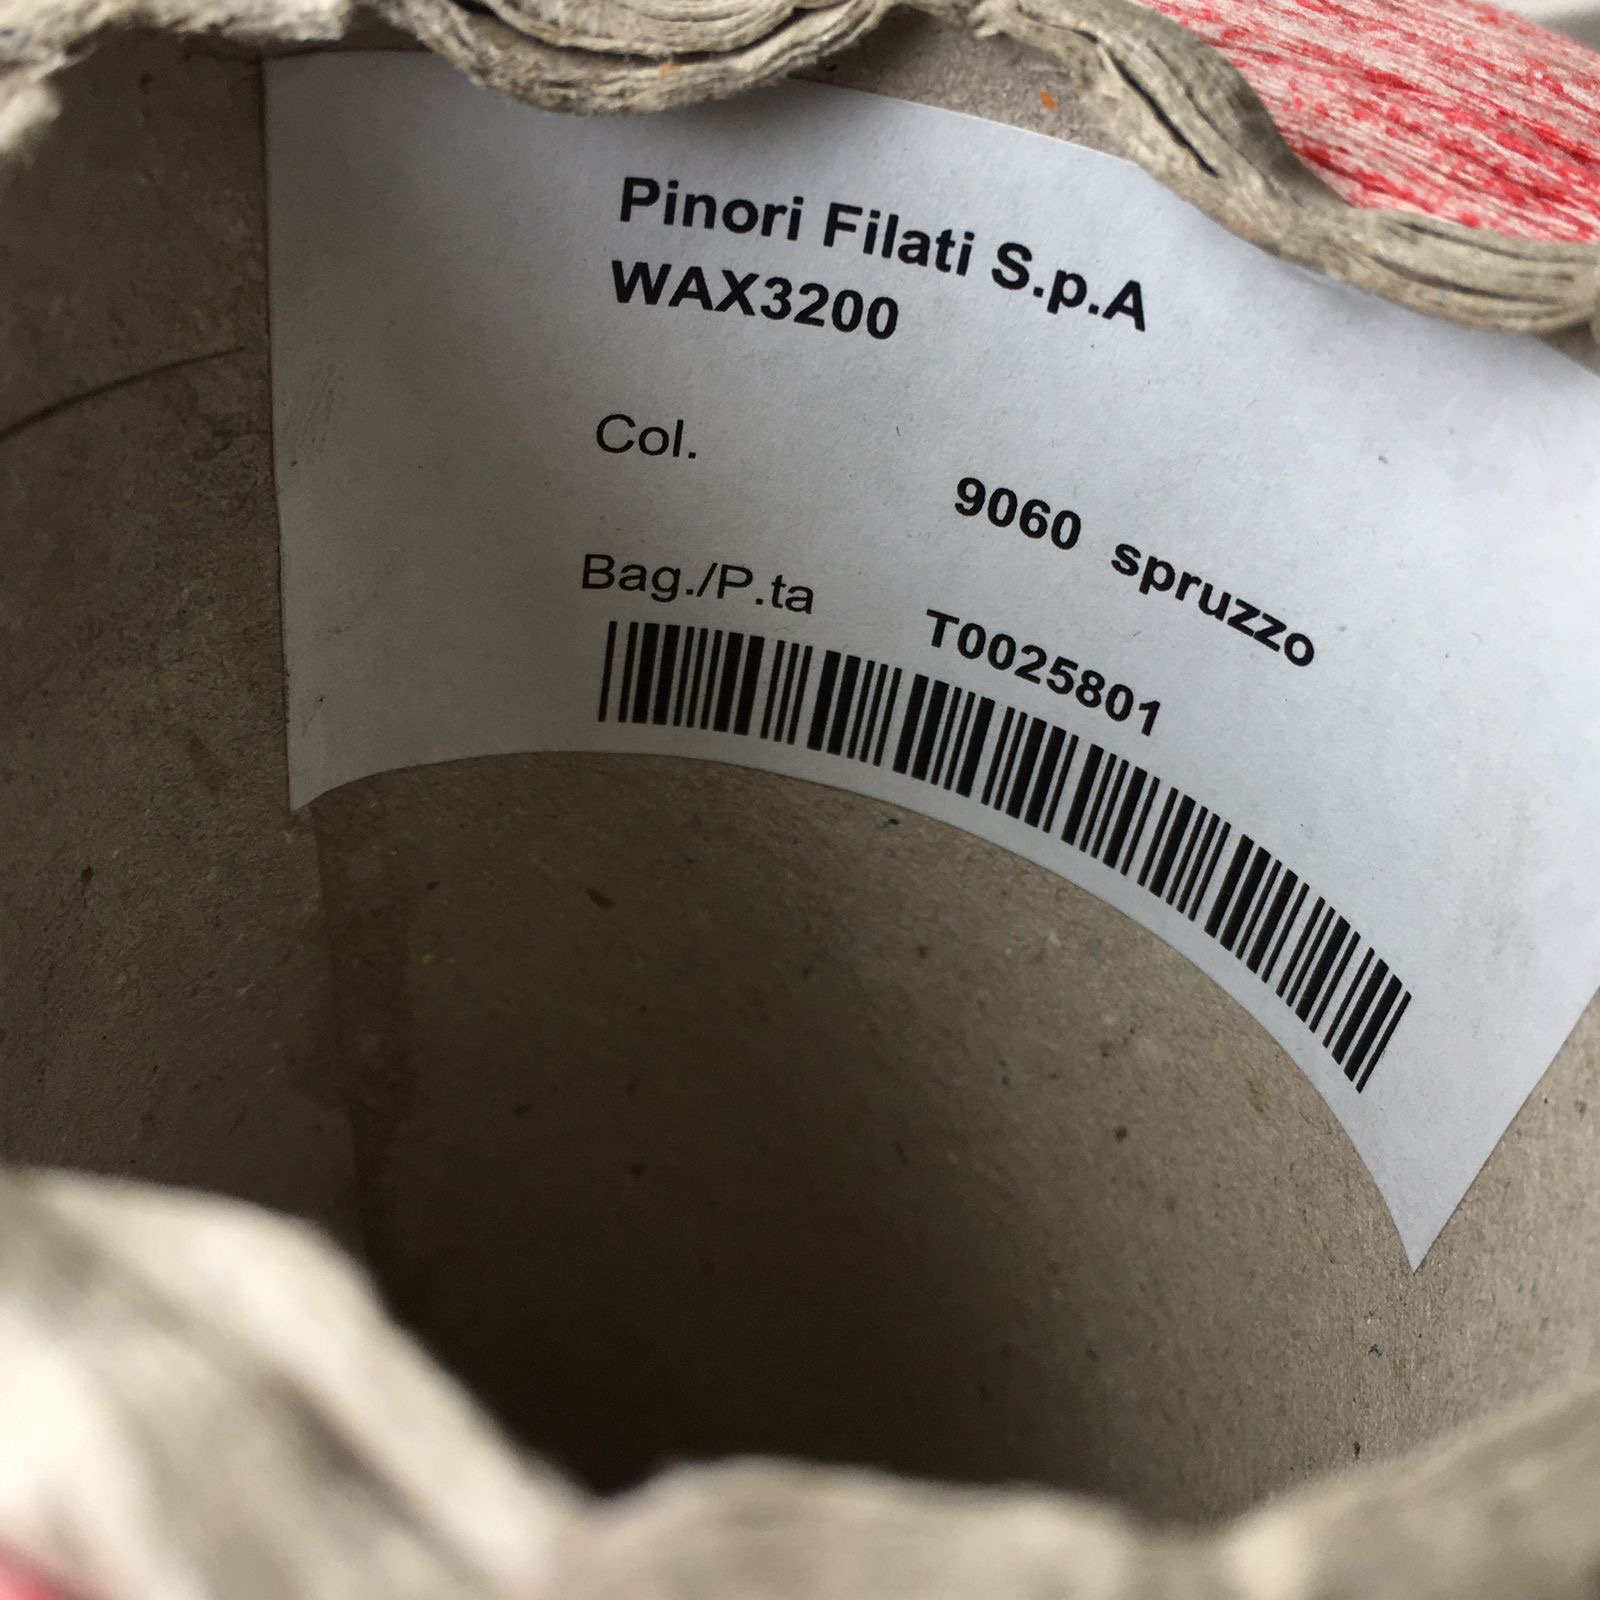 Pinori Filati S.p.A
WAX3200
Col. 9060 spruzzo
Bag./P.ta T0025801